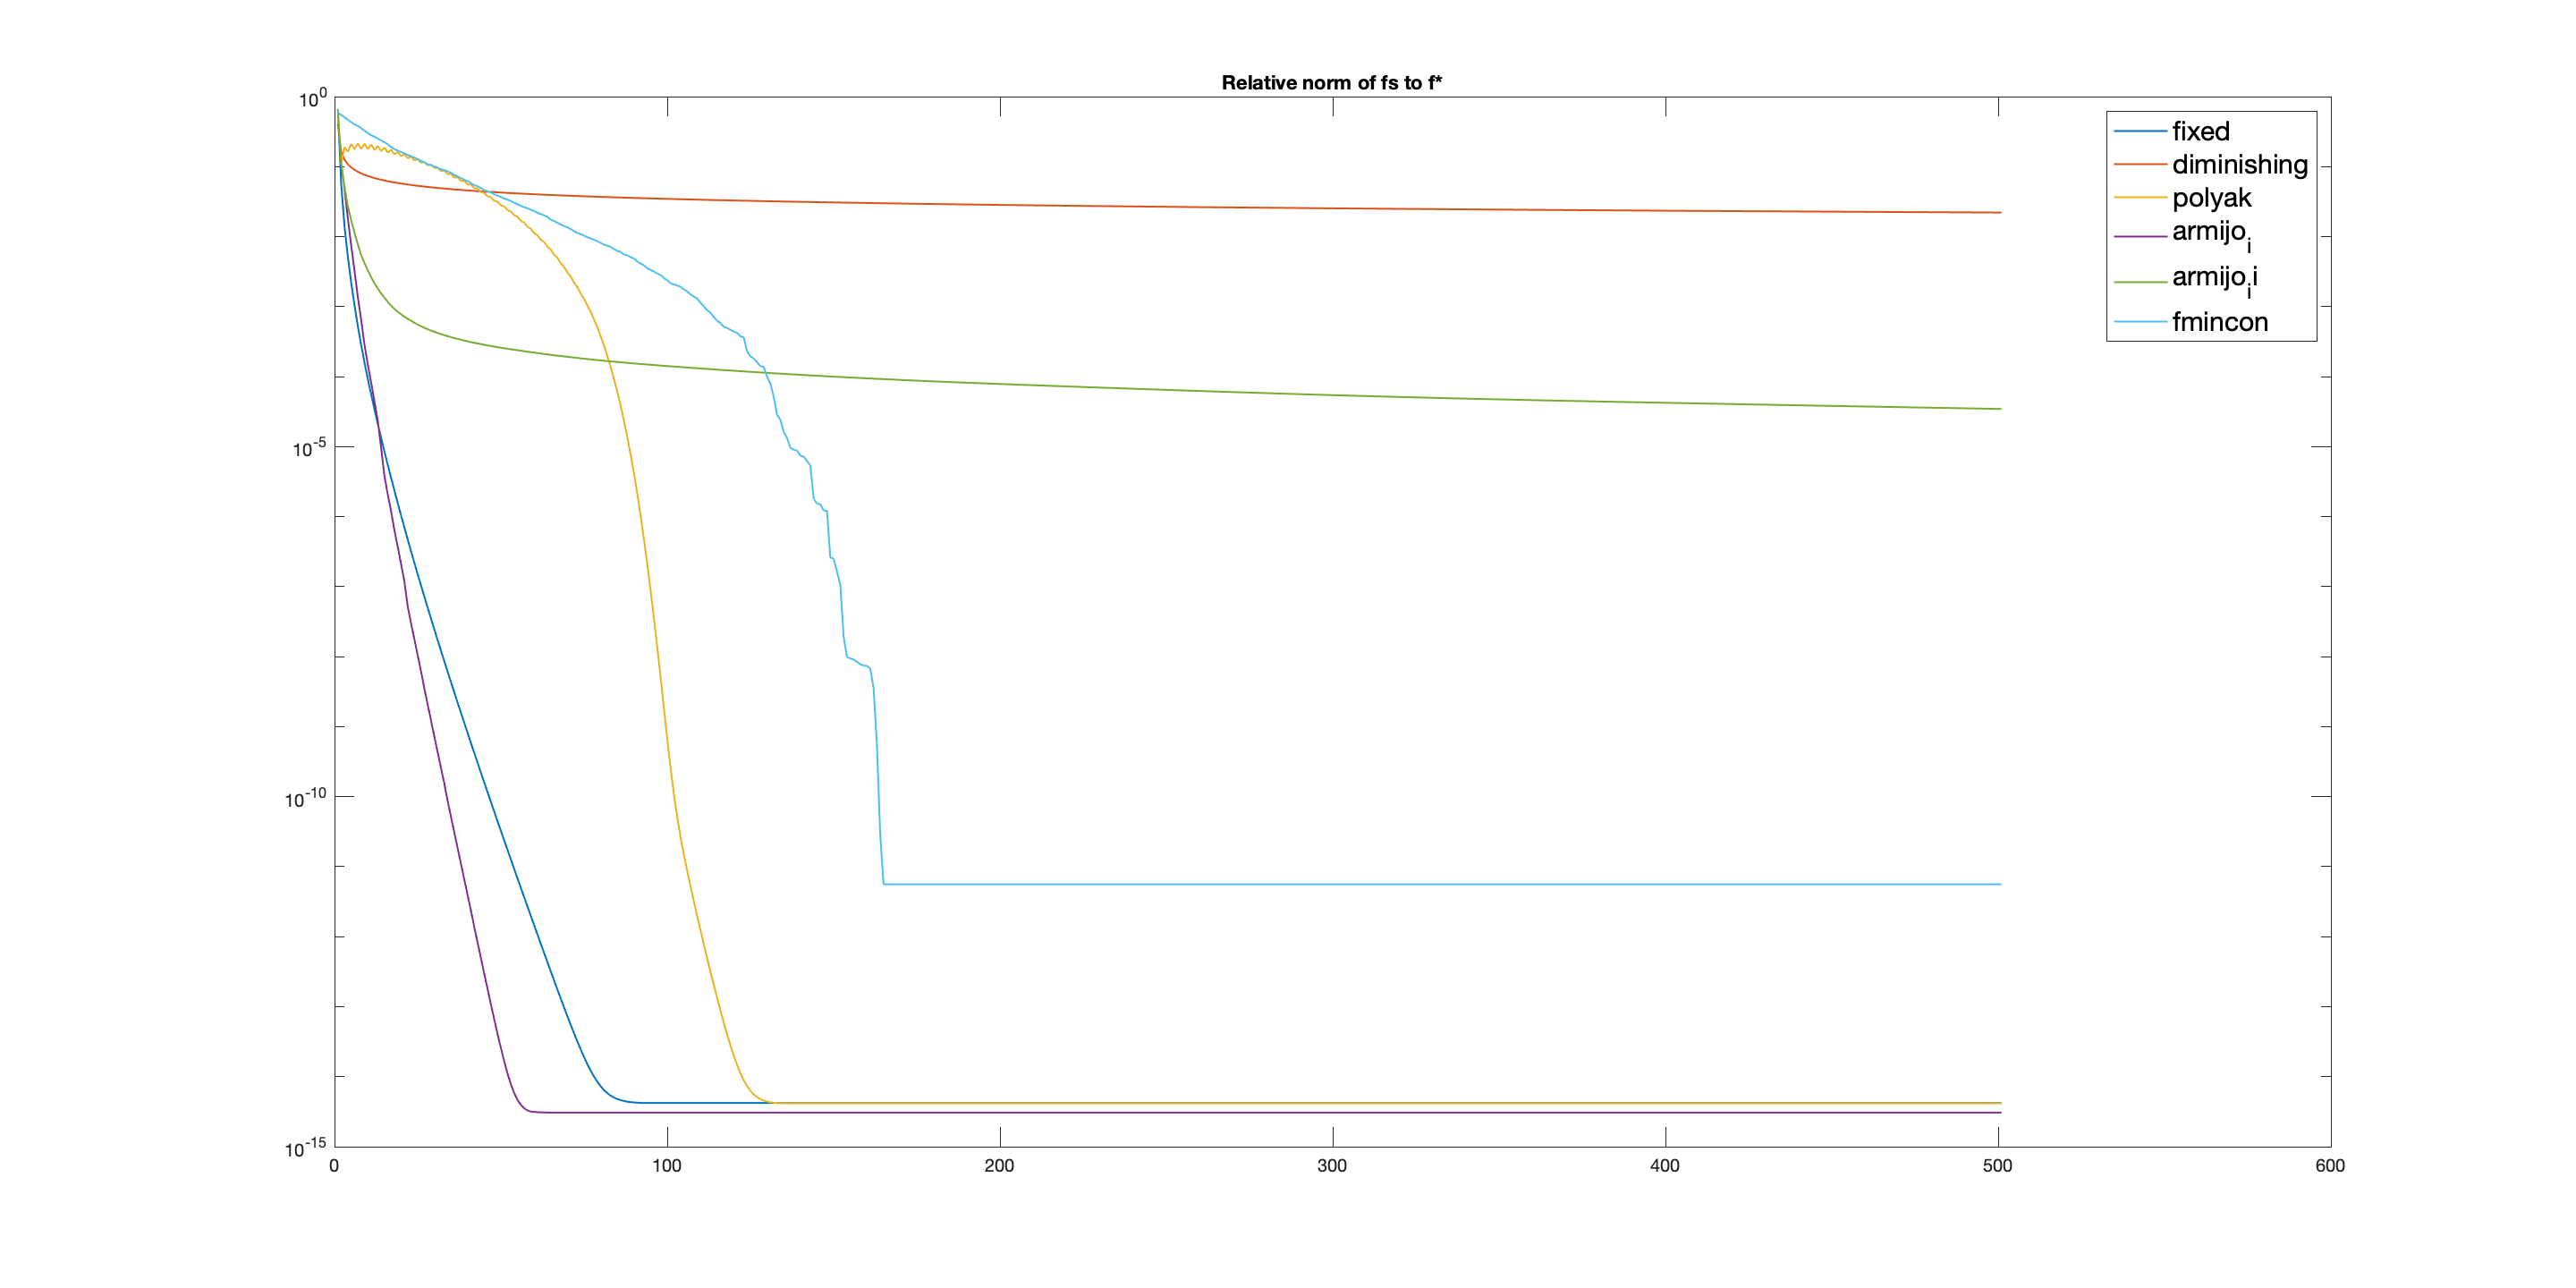 Relative norm of fs to f*
10^0
10^-5
10^-10
10^-15
0 100 200 300 400 500 600
fixed
diminishing
polyak
armijo_i
armijo_ii
fmincon